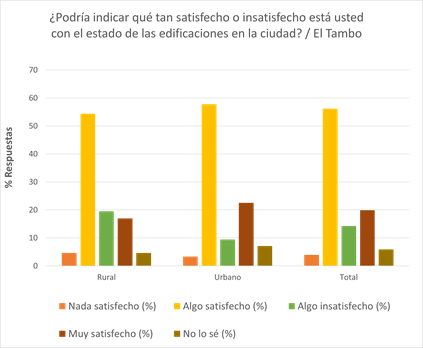 ¿Podría indicar qué tan satisfecho o insatisfecho está usted
con el estado de las edificaciones en la ciudad? / El Tambo
% Respuestas
70
60
50
40
30
20
10
0
Rural Urbano Total
Nada satisfecho (%) Algo satisfecho (%) Algo insatisfecho (%)
Muy satisfecho (%) No lo sé (%)